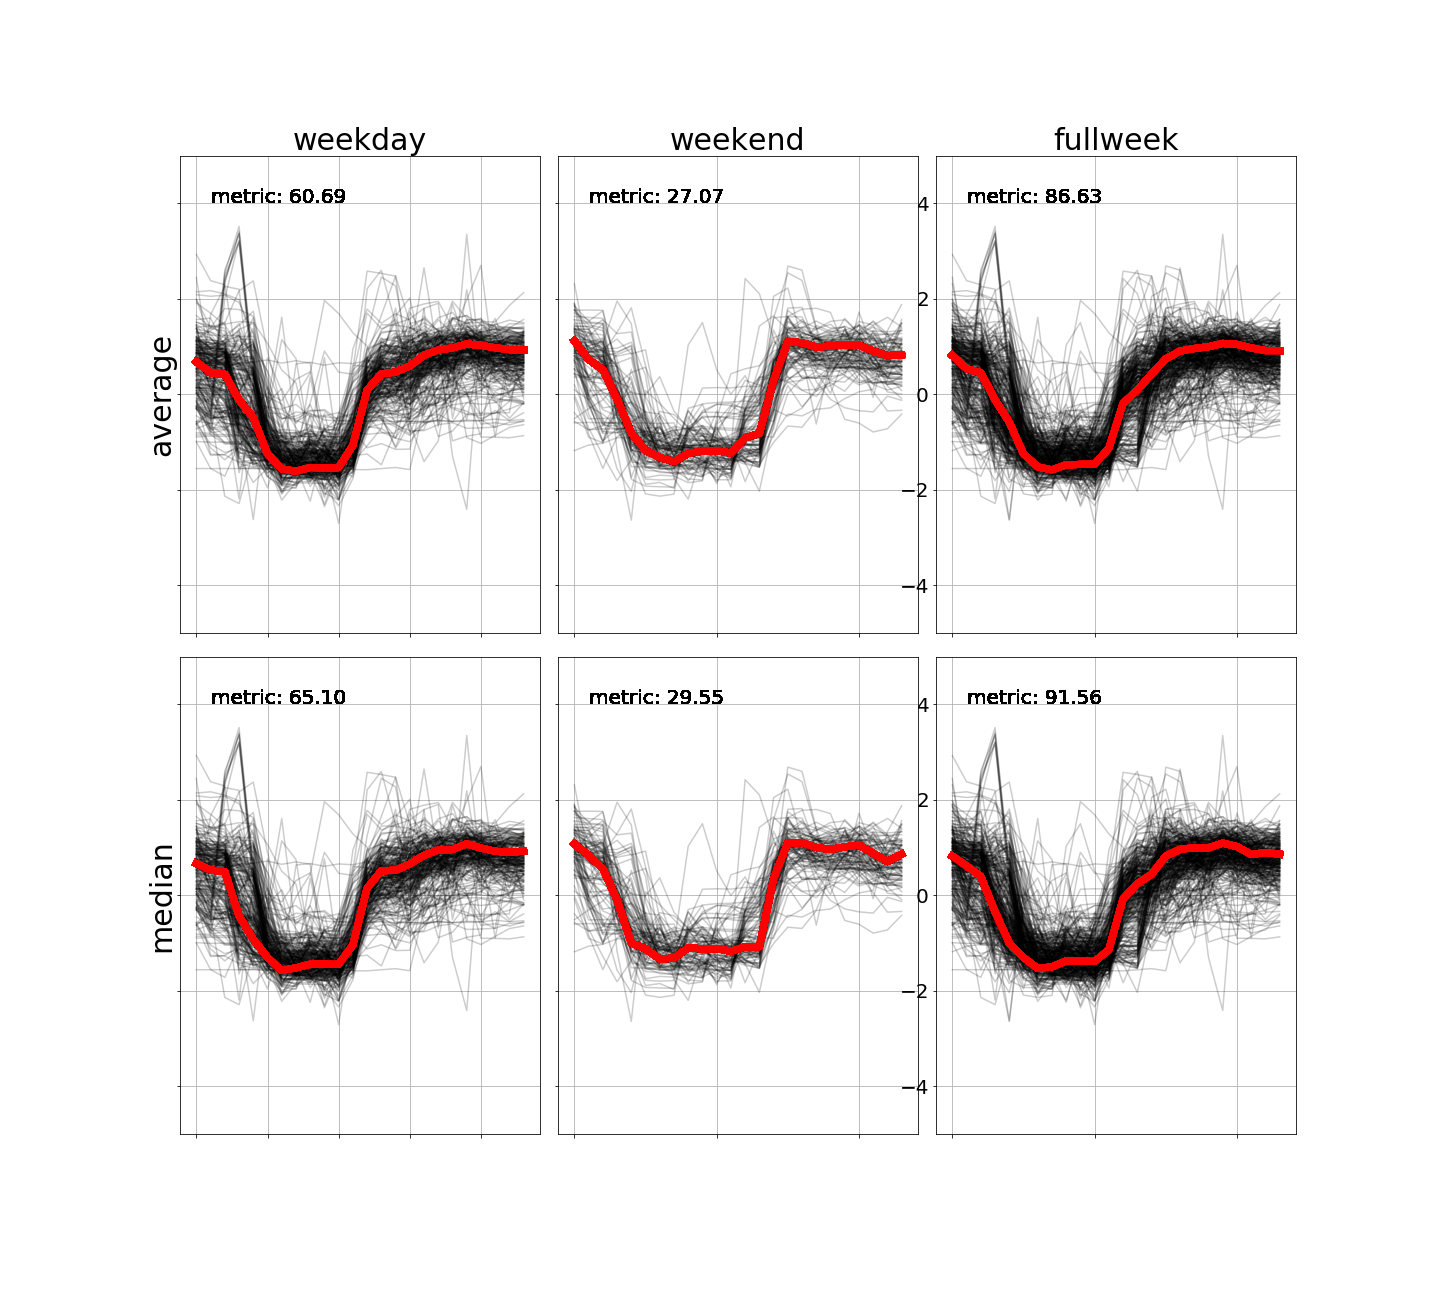 weekday
weekend
fullweek
average
metric: 60.69
metric: 27.07
metric: 86.63
4
2
0
−2
−4
median
metric: 65.10
metric: 29.55
metric: 91.56
4
2
0
−2
−4